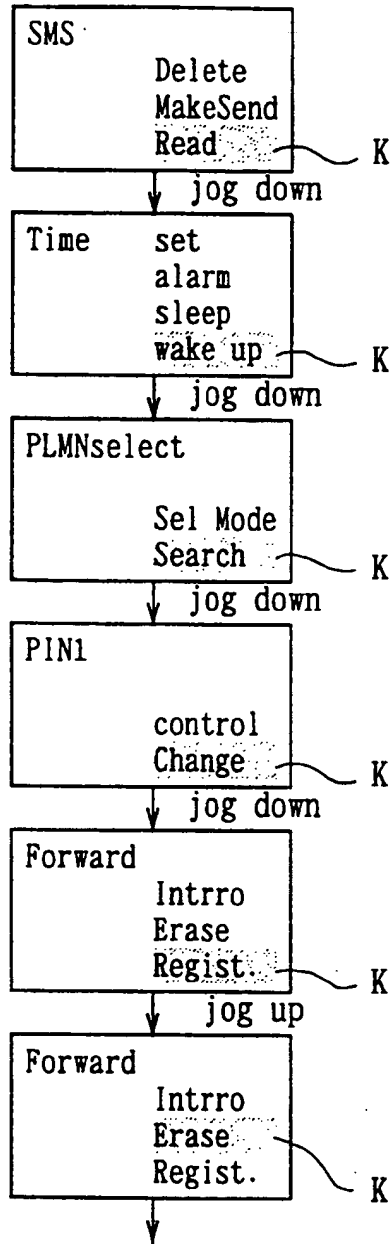 SMS
Delete
MakeSend
Read
K
jog down
Time set
alarm
sleep
wake up
K
jog down
PLMNselect
Sel Mode
Search
K
jog down
PIN1
control
Change
K
jog down
Forward
Intrro
Erase
Regist.
K
jog up
Forward
Intrro
Erase
Regist.
K